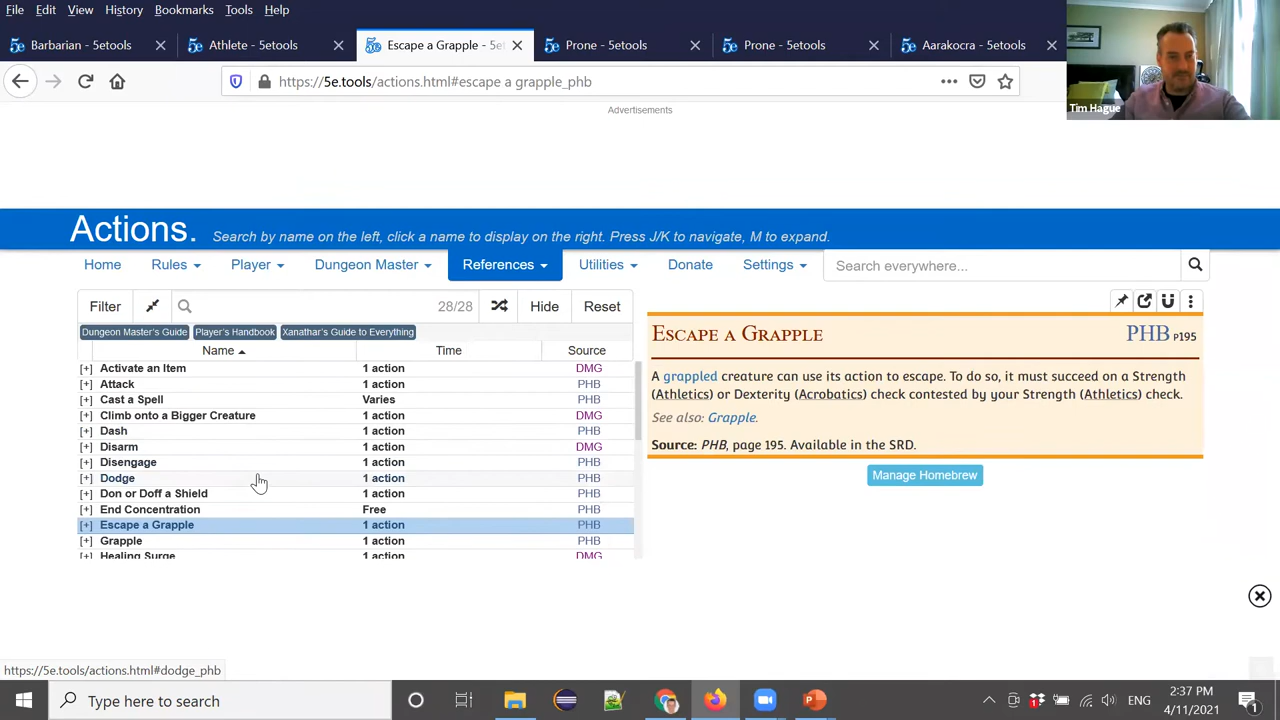 File Edit View History Bookmarks Tools Help
Barbarian - 5etools Athlete - 5etools Escape a Grapple - 5e Prone - 5etools Prone - 5etools Aarakocra - 5etools
https://5e.tools/actions.html#escape a grapple_phb
Tim Hague
Advertisements
Actions. Search by name on the left, click a name to display on the right. Press J/K to navigate, M to expand.
Home Rules Player Dungeon Master References Utilities Donate Settings Search everywhere...
Filter 28/28 Hide Reset
Dungeon Master's Guide Player's Handbook Xanathar's Guide to Everything
Name Time Source
[+] Activate an Item 1 action DMG
[+] Attack 1 action PHB
[+] Cast a Spell Varies PHB
[+] Climb onto a Bigger Creature 1 action DMG
[+] Dash 1 action PHB
[+] Disarm 1 action DMG
[+] Disengage 1 action PHB
[+] Dodge 1 action PHB
[+] Don or Doff a Shield 1 action PHB
[+] End Concentration Free PHB
[+] Escape a Grapple 1 action PHB
[+] Grapple 1 action PHB
[+] Healing Surge 1 action DMG
Escape a Grapple PHB p195
A grappled creature can use its action to escape. To do so, it must succeed on a Strength
(Athletics) or Dexterity (Acrobatics) check contested by your Strength (Athletics) check.
See also: Grapple.
Source: PHB, page 195. Available in the SRD.
Manage Homebrew
https://5e.tools/actions.html#dodge_phb
Type here to search
ENG
2:37 PM
4/11/2021
1